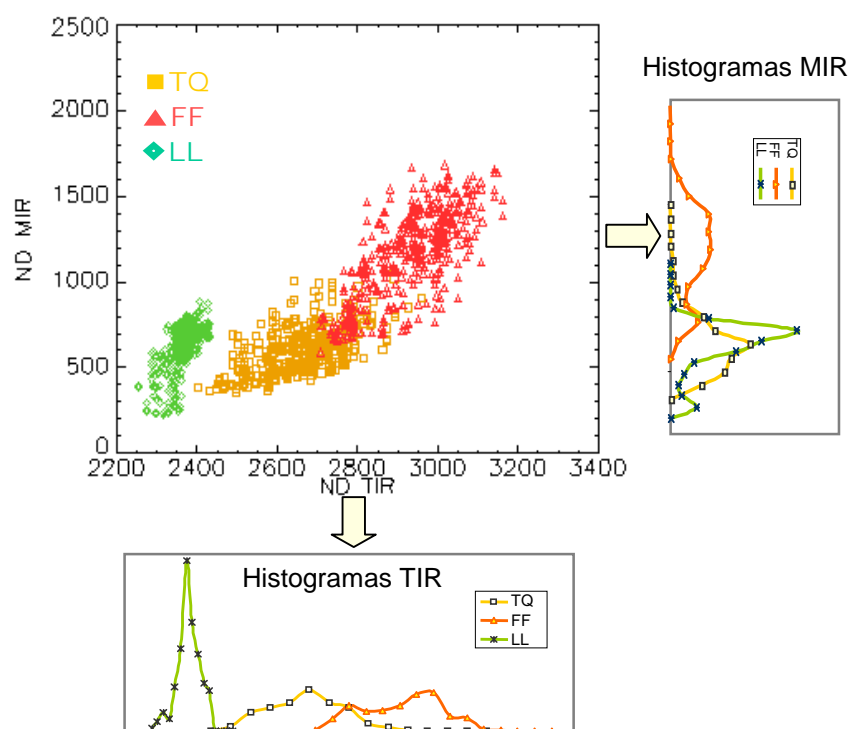 2500
2000
1500
1000
500
0
ND MIR
TQ
FF
LL
2200 2400 2600 2800 3000 3200 3400
ND TIR
Histogramas MIR
TQ
FF
LL
Histogramas TIR
TQ
FF
LL